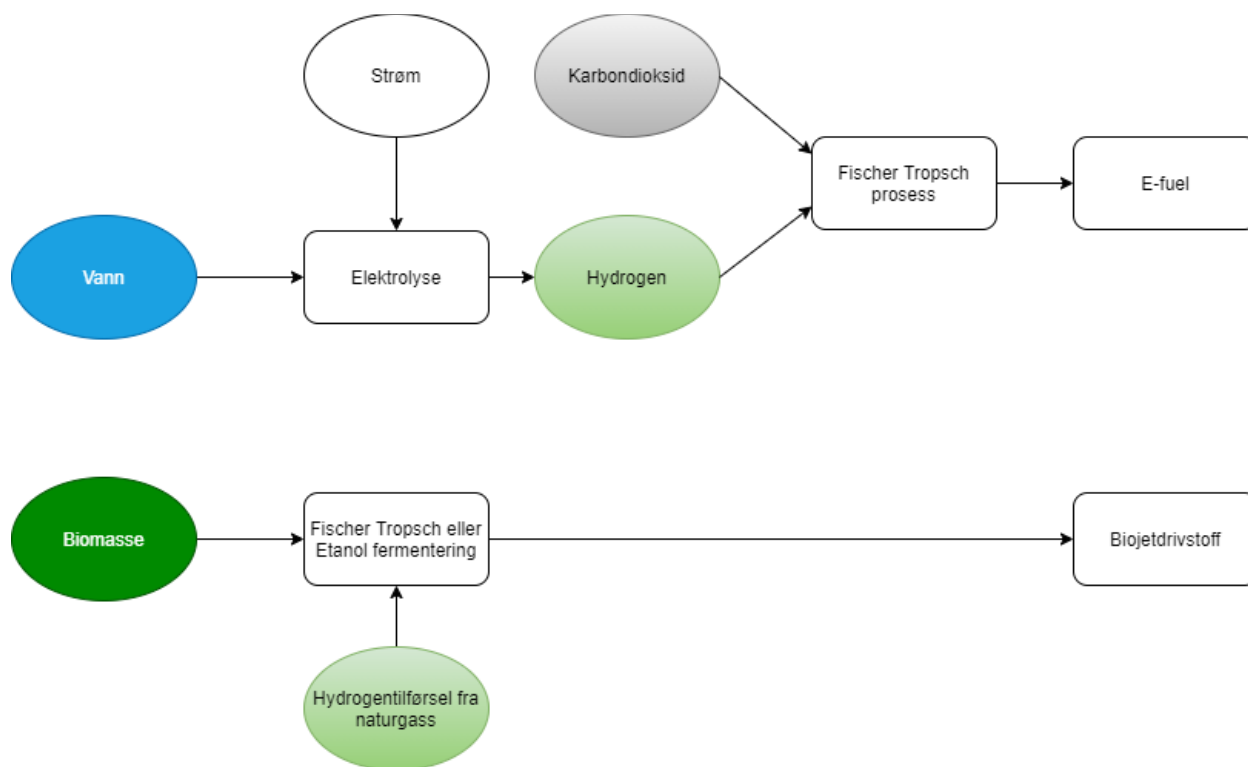 Strøm
Karbondioksid
Fischer Tropsch
prosess
E-fuel
Vann
Elektrolyse
Hydrogen
Biomasse
Fischer Tropsch eller
Etanol fermentering
Biojetdrivstoff
Hydrogentilførsel fra
naturgass